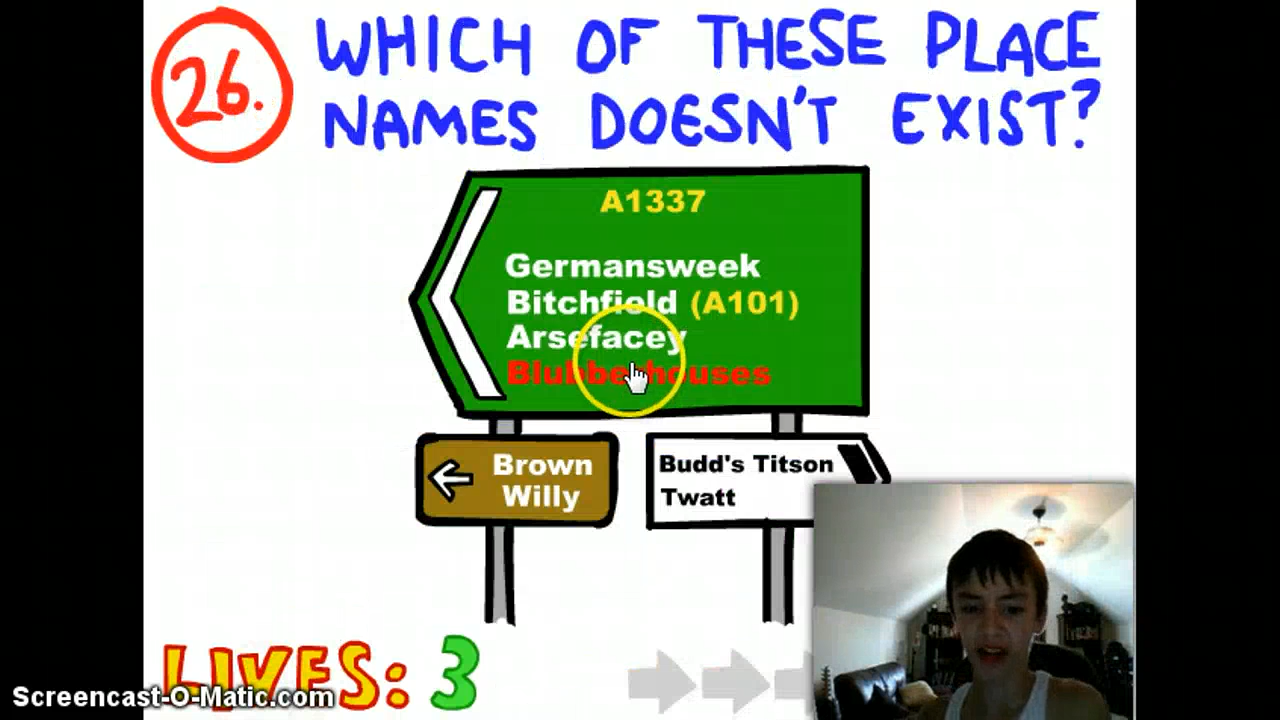 26.
WHICH OF THESE PLACE
NAMES DOESN'T EXIST?
A1337
Germansweek
Bitchfield (A101)
Arsefacey
Blubberhouses
Brown
Willy
Budd's Titson
Twatt
LIVES: 3
Screencast-O-Matic.com